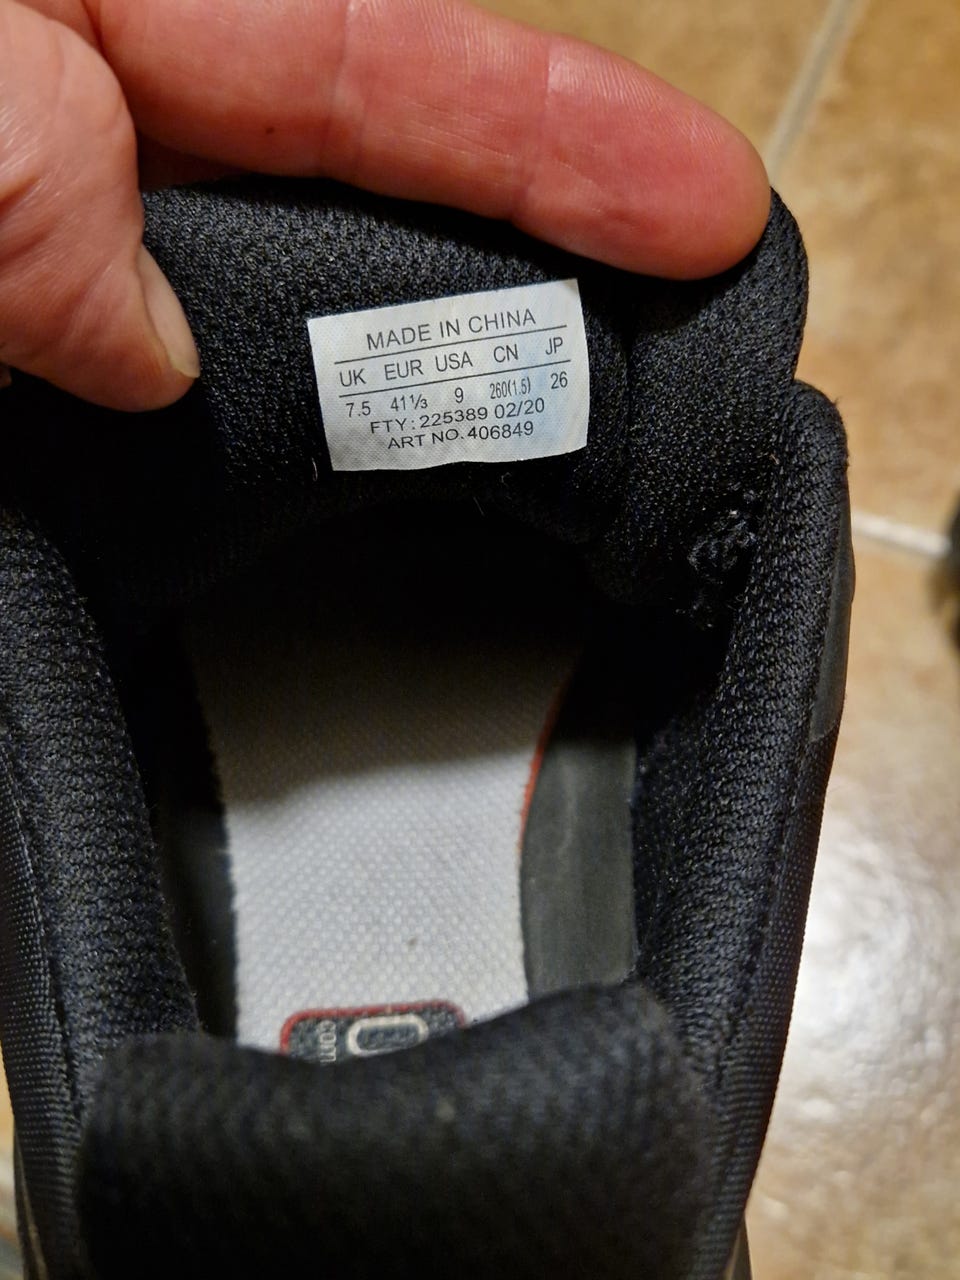 MADE IN CHINA
UK EUR USA CN JP
7.5 41⅓ 9 260(1.5) 26
FTY: 225389 02/20
ART NO. 406849